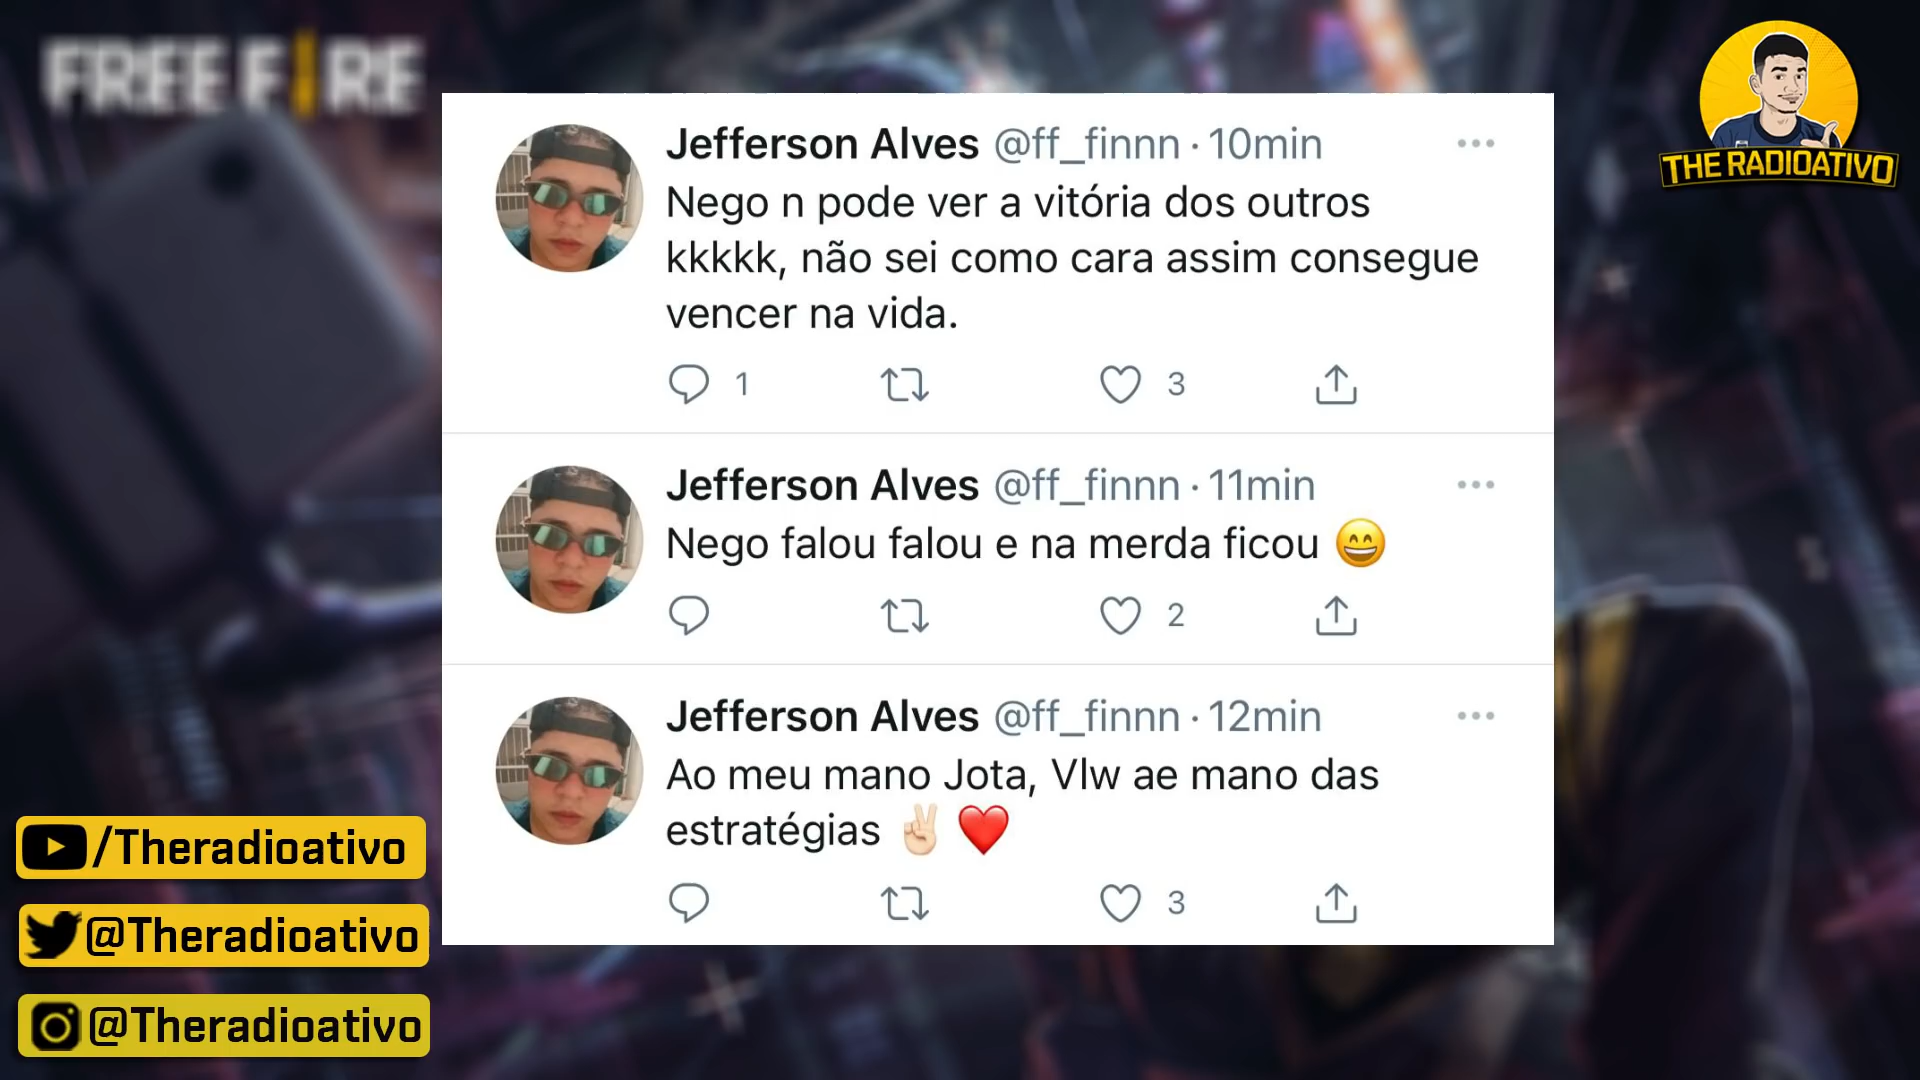 FREE FIRE
THE RADIOATIVO
Jefferson Alves @ff_finnn · 10min
Nego n pode ver a vitória dos outros
kkkkk, não sei como cara assim consegue
vencer na vida.
1 3
Jefferson Alves @ff_finnn · 11min
Nego falou falou e na merda ficou 😄
2
Jefferson Alves @ff_finnn · 12min
Ao meu mano Jota, Vlw ae mano das
estratégias ✌🏻 ❤️
3
/Theradioativo
@Theradioativo
@Theradioativo